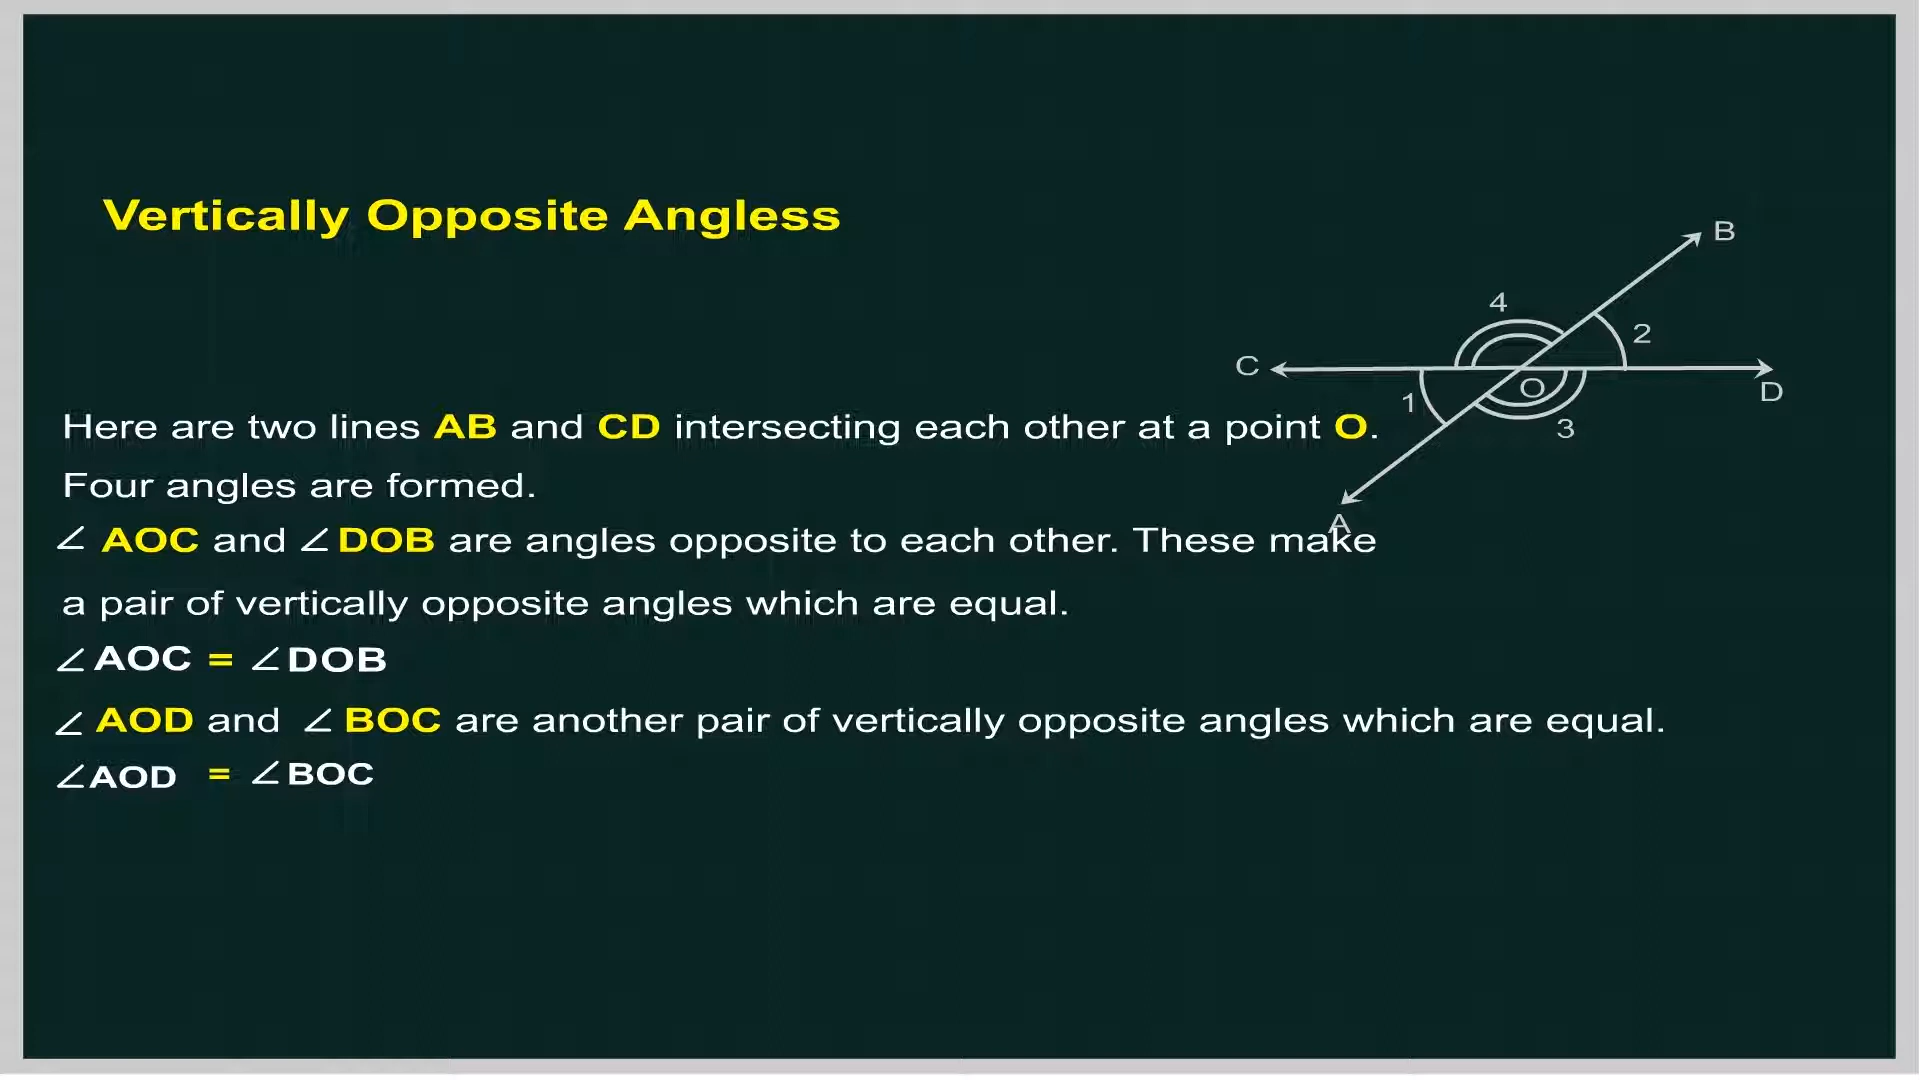 Vertically Opposite Angless
B
4
2
C
O
D
1
3
A
Here are two lines AB and CD intersecting each other at a point O.
Four angles are formed.
∠ AOC and ∠ DOB are angles opposite to each other. These make
a pair of vertically opposite angles which are equal.
∠ AOC = ∠ DOB
∠ AOD and ∠ BOC are another pair of vertically opposite angles which are equal.
∠AOD = ∠ BOC